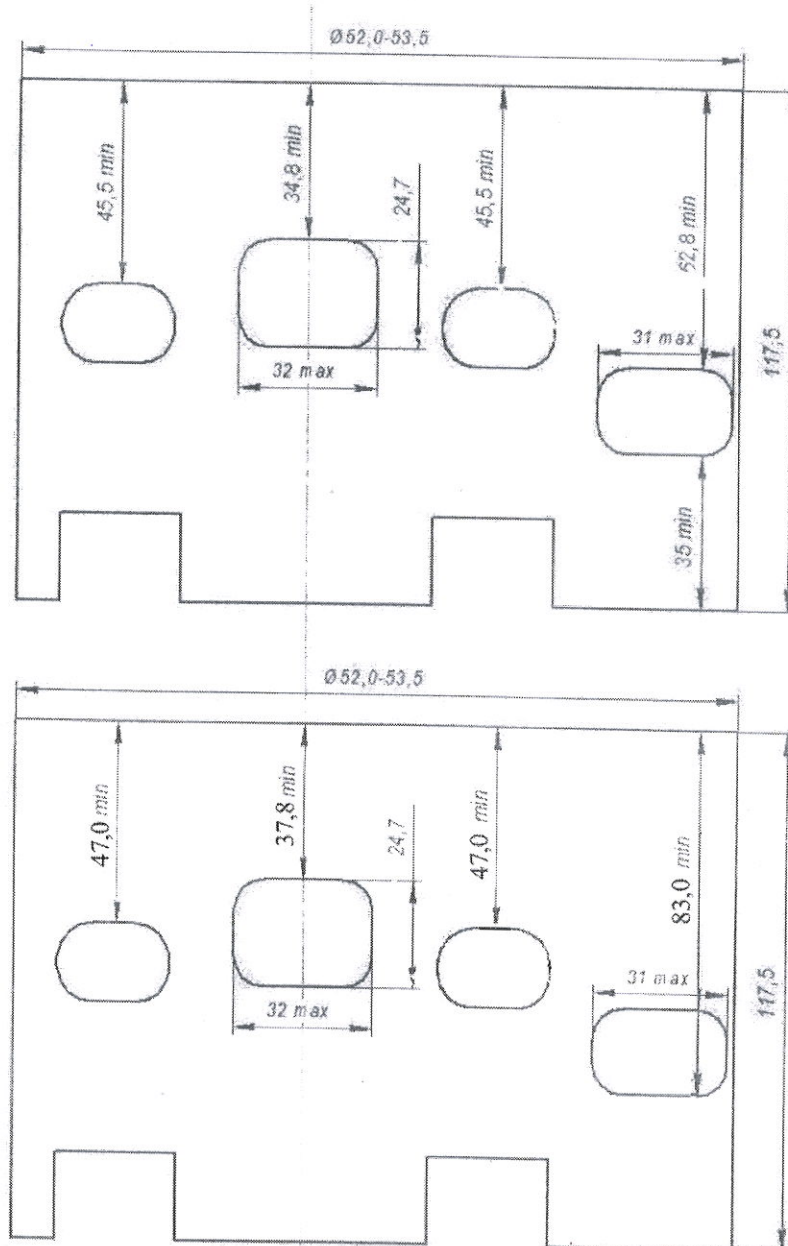 Ø52,0-53,5
45,5 min
34,8 min
24,7
45,5 min
62,8 min
32 max
31 max
117,5
35 min
Ø52,0-53,5
47,0 min
37,8 min
24,7
47,0 min
83,0 min
32 max
31 max
117,5